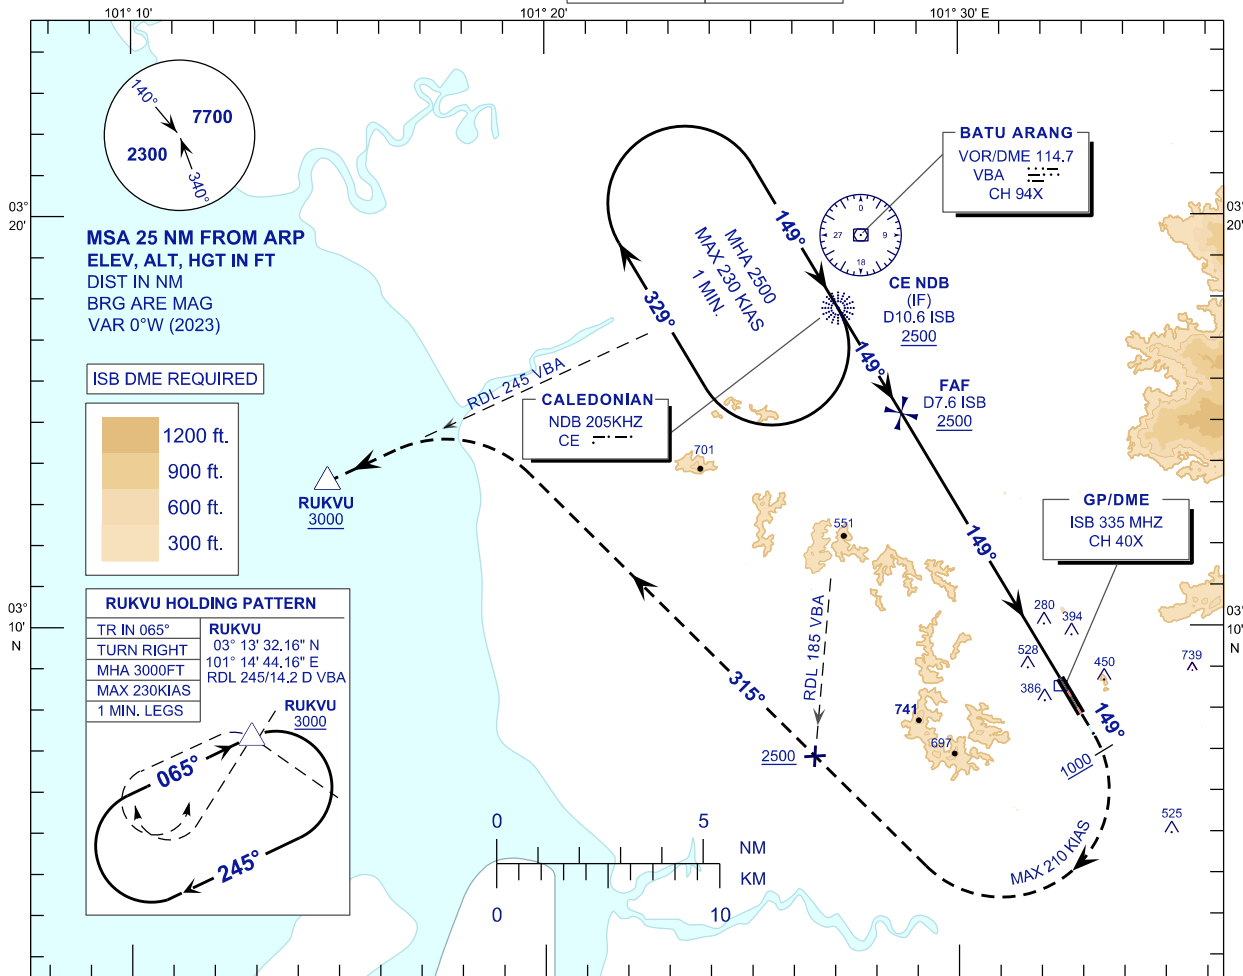 101° 10'
101° 20'
101° 30' E
140°
7700
2300
340°
03°
20'
03°
20'
MSA 25 NM FROM ARP
ELEV, ALT, HGT IN FT
DIST IN NM
BRG ARE MAG
VAR 0°W (2023)
BATU ARANG
VOR/DME 114.7
VBA
CH 94X
0
27
9
18
149°
MHA 2500
MAX 230 KIAS
1 MIN.
329°
CE NDB
(IF)
D10.6 ISB
2500
149°
ISB DME REQUIRED
RDL 245 VBA
CALEDONIAN
NDB 205KHZ
CE
FAF
D7.6 ISB
2500
1200 ft.
900 ft.
600 ft.
300 ft.
701
RUKVU
3000
551
149°
GP/DME
ISB 335 MHZ
CH 40X
RUKVU HOLDING PATTERN
TR IN 065°
TURN RIGHT
MHA 3000FT
MAX 230KIAS
1 MIN. LEGS
RUKVU
03° 13' 32.16" N
101° 14' 44.16" E
RDL 245/14.2 D VBA
RUKVU
3000
065°
245°
03°
10'
N
03°
10'
N
RDL 185 VBA
315°
280
394
528
450
739
386
741
697
2500
149°
1000
525
MAX 210 KIAS
0
5
NM
KM
0
10